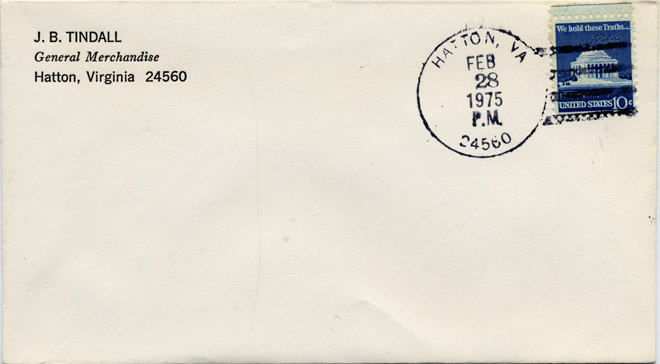 J. B. TINDALL
General Merchandise
Hatton, Virginia 24560
HATTON, VA
FEB
28
1975
P.M.
24560
We hold these Truths...
UNITED STATES 10c